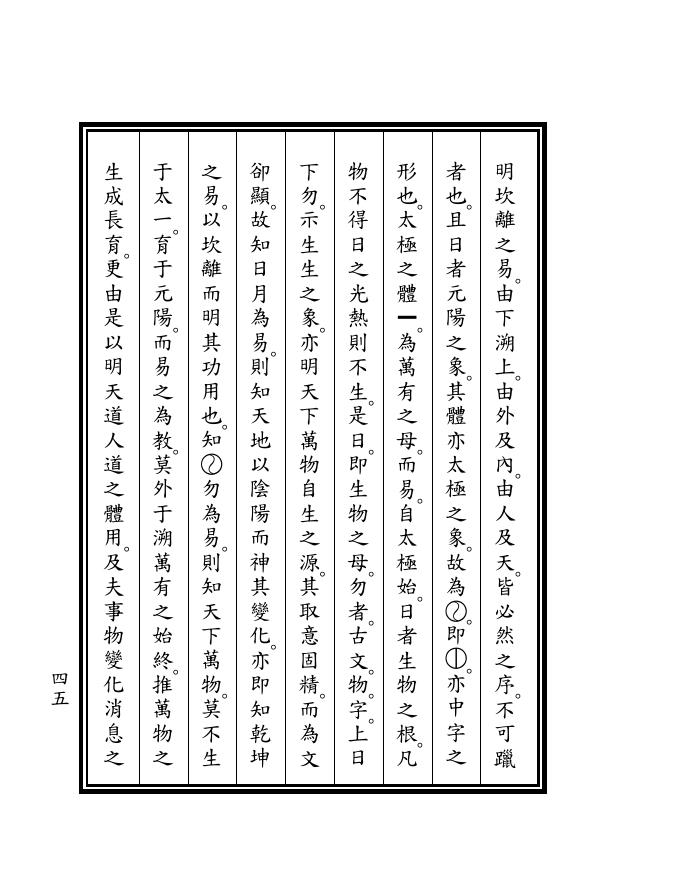 明坎離之易。由下溯上。由外及內。由人及天。皆必然之序。不可躐
者也。且日者元陽之象。其體亦太極之象。故為☯。即⦶。亦中字之
形也。太極之體━。為萬有之母。而易。自太極始。日者生物之根。凡
物不得日之光熱則不生。是日。即生物之母。勿者。古文。物。字。上日
下勿。示生生之象。亦明天下萬物自生之源。其取意固精。而為文
卻顯。故知日月為易。則知天地以陰陽而神其變化。亦即知乾坤
之易。以坎離而明其功用也。知☯勿為易。則知天下萬物。莫不生
于太一。育于元陽。而易之為教。莫外于溯萬有之始終。推萬物之
生成長育。更由是以明天道人道之體用。及夫事物變化消息之
四五